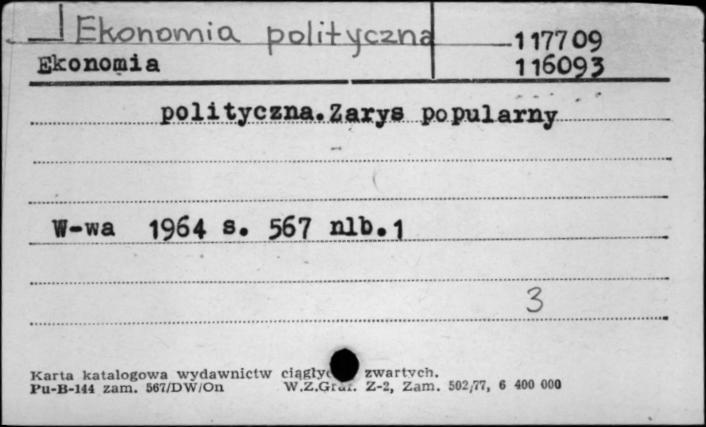 Ekonomia polityczna
117709
Ekonomia
116093
polityczna. Zarys popularny
W-wa 1964 s. 567 nlb. 1
3
Karta katalogowa wydawnictw zwartych.
Pu-B-144 zam. 567/DW/On W.Z.Graf. Z-2, Zam. 502/77, 6 400 000